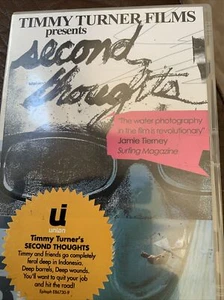 TIMMY TURNER FILMS
presents
second
thoughts
"The water photography
in the film is revolutionary"
Jamie Tierney
Surfing Magazine
ui
union
Timmy Turner's
SECOND THOUGHTS
Timmy and friends go completely
feral deep in Indonesia.
Deep barrels, Deep wounds.
You'll want to quit your job
and hit the road!